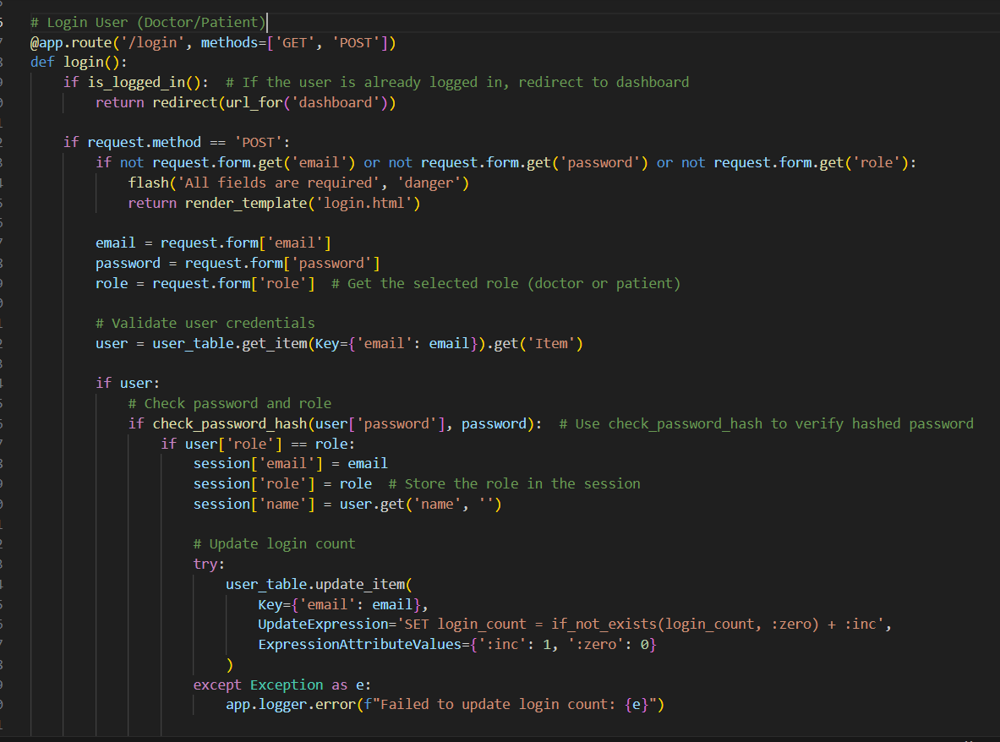 # Login User (Doctor/Patient)
@app.route('/login', methods=['GET', 'POST'])
def login():
    if is_logged_in():  # If the user is already logged in, redirect to dashboard
        return redirect(url_for('dashboard'))

    if request.method == 'POST':
        if not request.form.get('email') or not request.form.get('password') or not request.form.get('role'):
            flash('All fields are required', 'danger')
            return render_template('login.html')

        email = request.form['email']
        password = request.form['password']
        role = request.form['role']  # Get the selected role (doctor or patient)

        # Validate user credentials
        user = user_table.get_item(Key={'email': email}).get('Item')

        if user:
            # Check password and role
            if check_password_hash(user['password'], password):  # Use check_password_hash to verify hashed password
                if user['role'] == role:
                    session['email'] = email
                    session['role'] = role  # Store the role in the session
                    session['name'] = user.get('name', '')

                    # Update login count
                    try:
                        user_table.update_item(
                            Key={'email': email},
                            UpdateExpression='SET login_count = if_not_exists(login_count, :zero) + :inc',
                            ExpressionAttributeValues={':inc': 1, ':zero': 0}
                        )
                    except Exception as e:
                        app.logger.error(f"Failed to update login count: {e}")